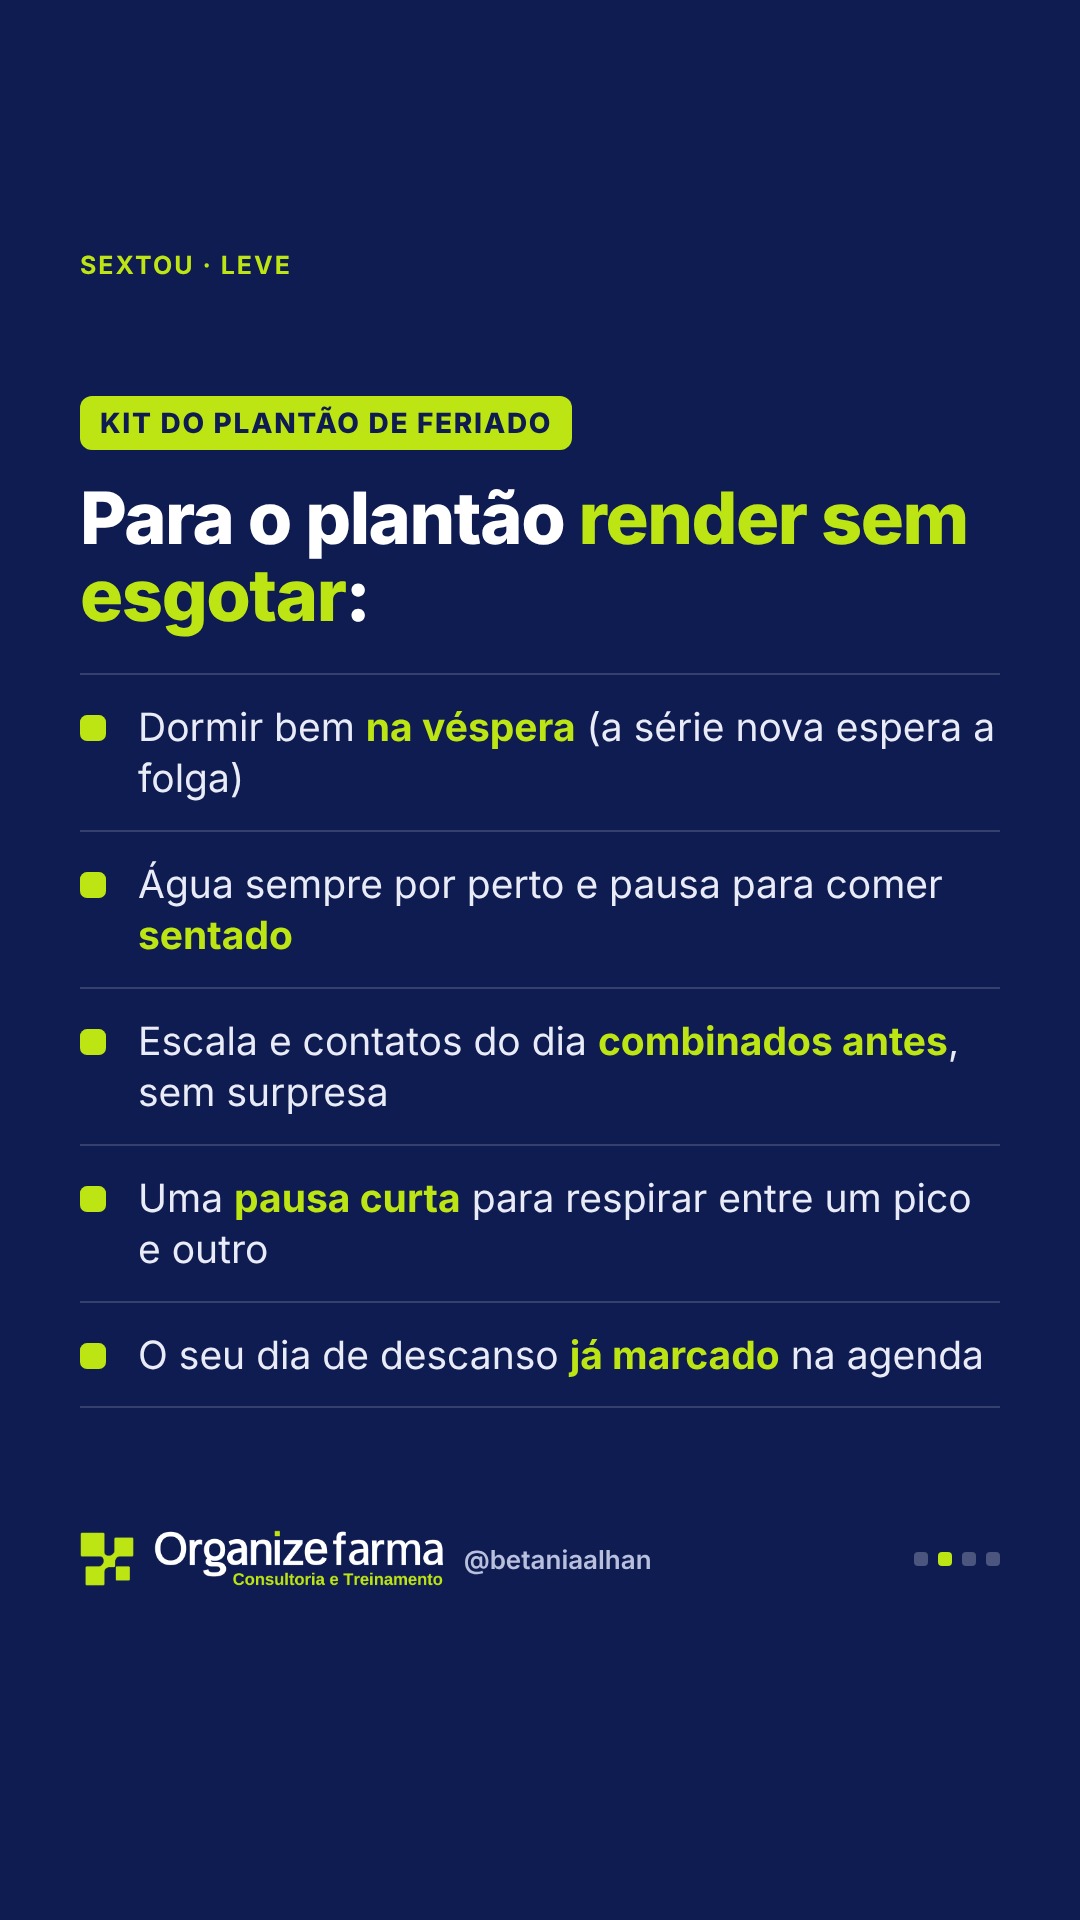 SEXTOU · LEVE
KIT DO PLANTÃO DE FERIADO
Para o plantão render sem
esgotar:
Dormir bem na véspera (a série nova espera a
folga)
Água sempre por perto e pausa para comer
sentado
Escala e contatos do dia combinados antes,
sem surpresa
Uma pausa curta para respirar entre um pico
e outro
O seu dia de descanso já marcado na agenda
Organizefarma
Consultoria e Treinamento
@betaniaalhan